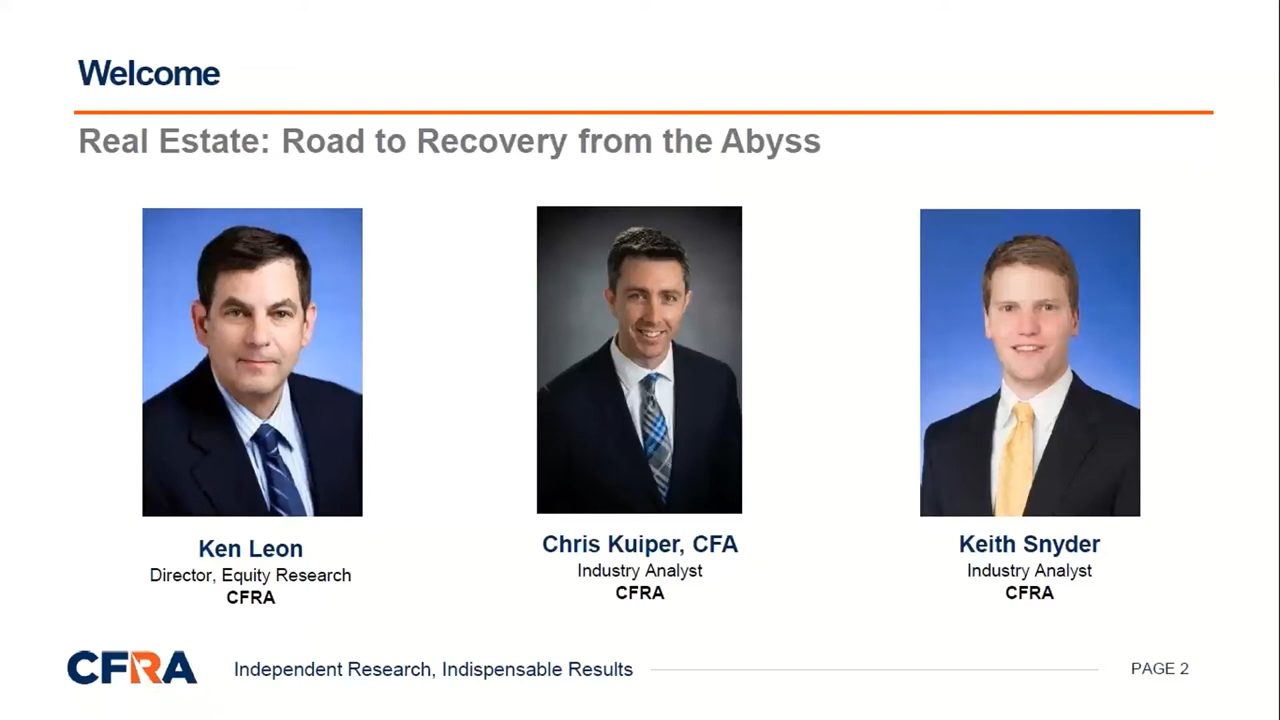 Welcome
Real Estate: Road to Recovery from the Abyss
Ken Leon
Director, Equity Research
CFRA
Chris Kuiper, CFA
Industry Analyst
CFRA
Keith Snyder
Industry Analyst
CFRA
CFRA
Independent Research, Indispensable Results
PAGE 2